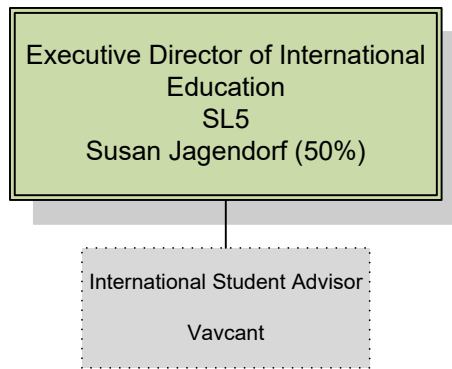 Executive Director of International
Education
SL5
Susan Jagendorf (50%)
International Student Advisor
Vavcant